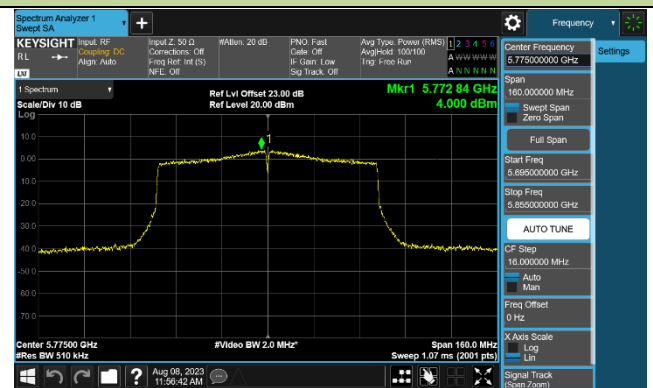 Spectrum Analyzer 1
Swept SA
Frequency
KEYSIGHT
RL
Input: RF
Coupling: DC
Align: Auto
Input Z: 50 Ω
Corrections: Off
Freq Ref: Int (S)
NFE: Off
#Atten: 20 dB
PNO: Fast
Gate: Off
IF Gain: Low
Sig Track: Off
Avg Type: Power (RMS)
Avg|Hold: 100/100
Trig: Free Run
1 2 3 4 5 6
A W W W W W
A N N N N N
LXI
1 Spectrum
Scale/Div 10 dB
Log
Ref Lvl Offset 23.00 dB
Ref Level 20.00 dBm
Mkr1 5.772 84 GHz
4.000 dBm
1
10.0
0.00
-10.0
-20.0
-30.0
-40.0
-50.0
-60.0
-70.0
Center 5.77500 GHz
#Res BW 510 kHz
#Video BW 2.0 MHz*
Span 160.0 MHz
Sweep 1.07 ms (2001 pts)
Aug 08, 2023
11:56:42 AM
Settings
Center Frequency
5.775000000 GHz
Span
160.000000 MHz
Swept Span
Zero Span
Full Span
Start Freq
5.695000000 GHz
Stop Freq
5.855000000 GHz
AUTO TUNE
CF Step
16.000000 MHz
Auto
Man
Freq Offset
0 Hz
X Axis Scale
Log
Lin
Signal Track
(Span Zoom)